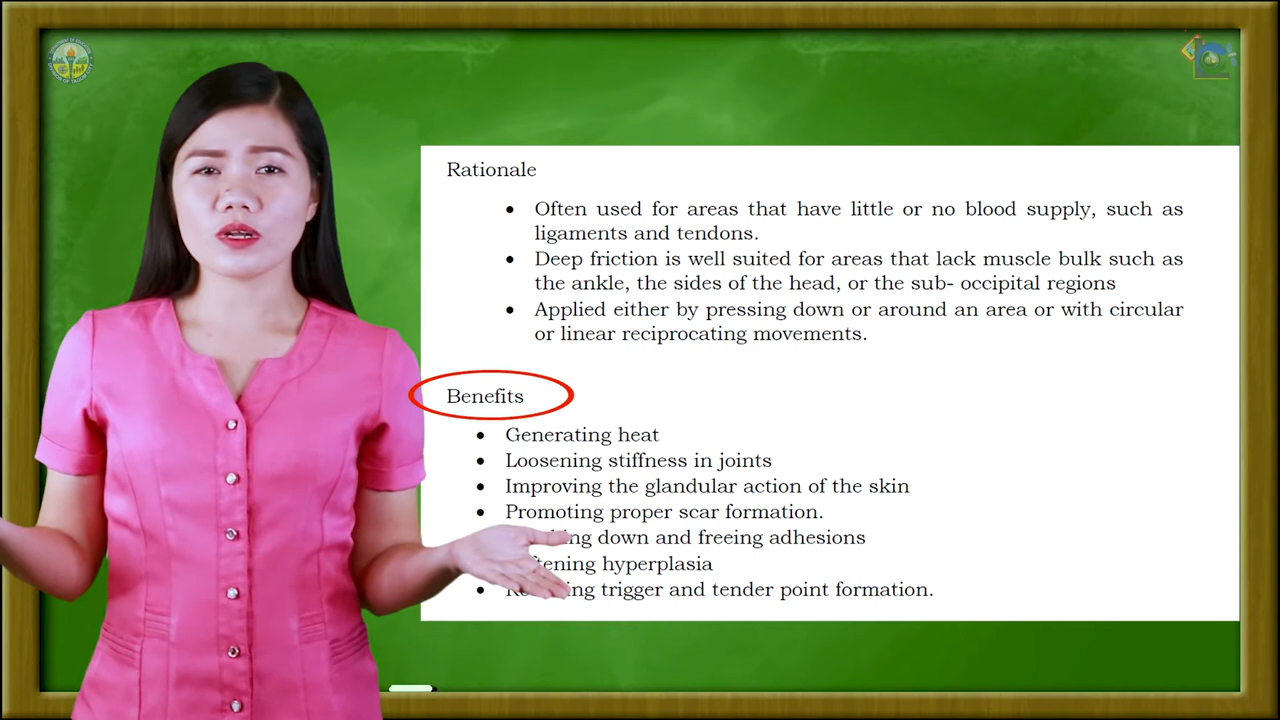 Rationale
• Often used for areas that have little or no blood supply, such as
ligaments and tendons.
• Deep friction is well suited for areas that lack muscle bulk such as
the ankle, the sides of the head, or the sub- occipital regions
• Applied either by pressing down or around an area or with circular
or linear reciprocating movements.
Benefits
• Generating heat
• Loosening stiffness in joints
• Improving the glandular action of the skin
• Promoting proper scar formation.
down and freeing adhesions
hyperplasia
• trigger and tender point formation.